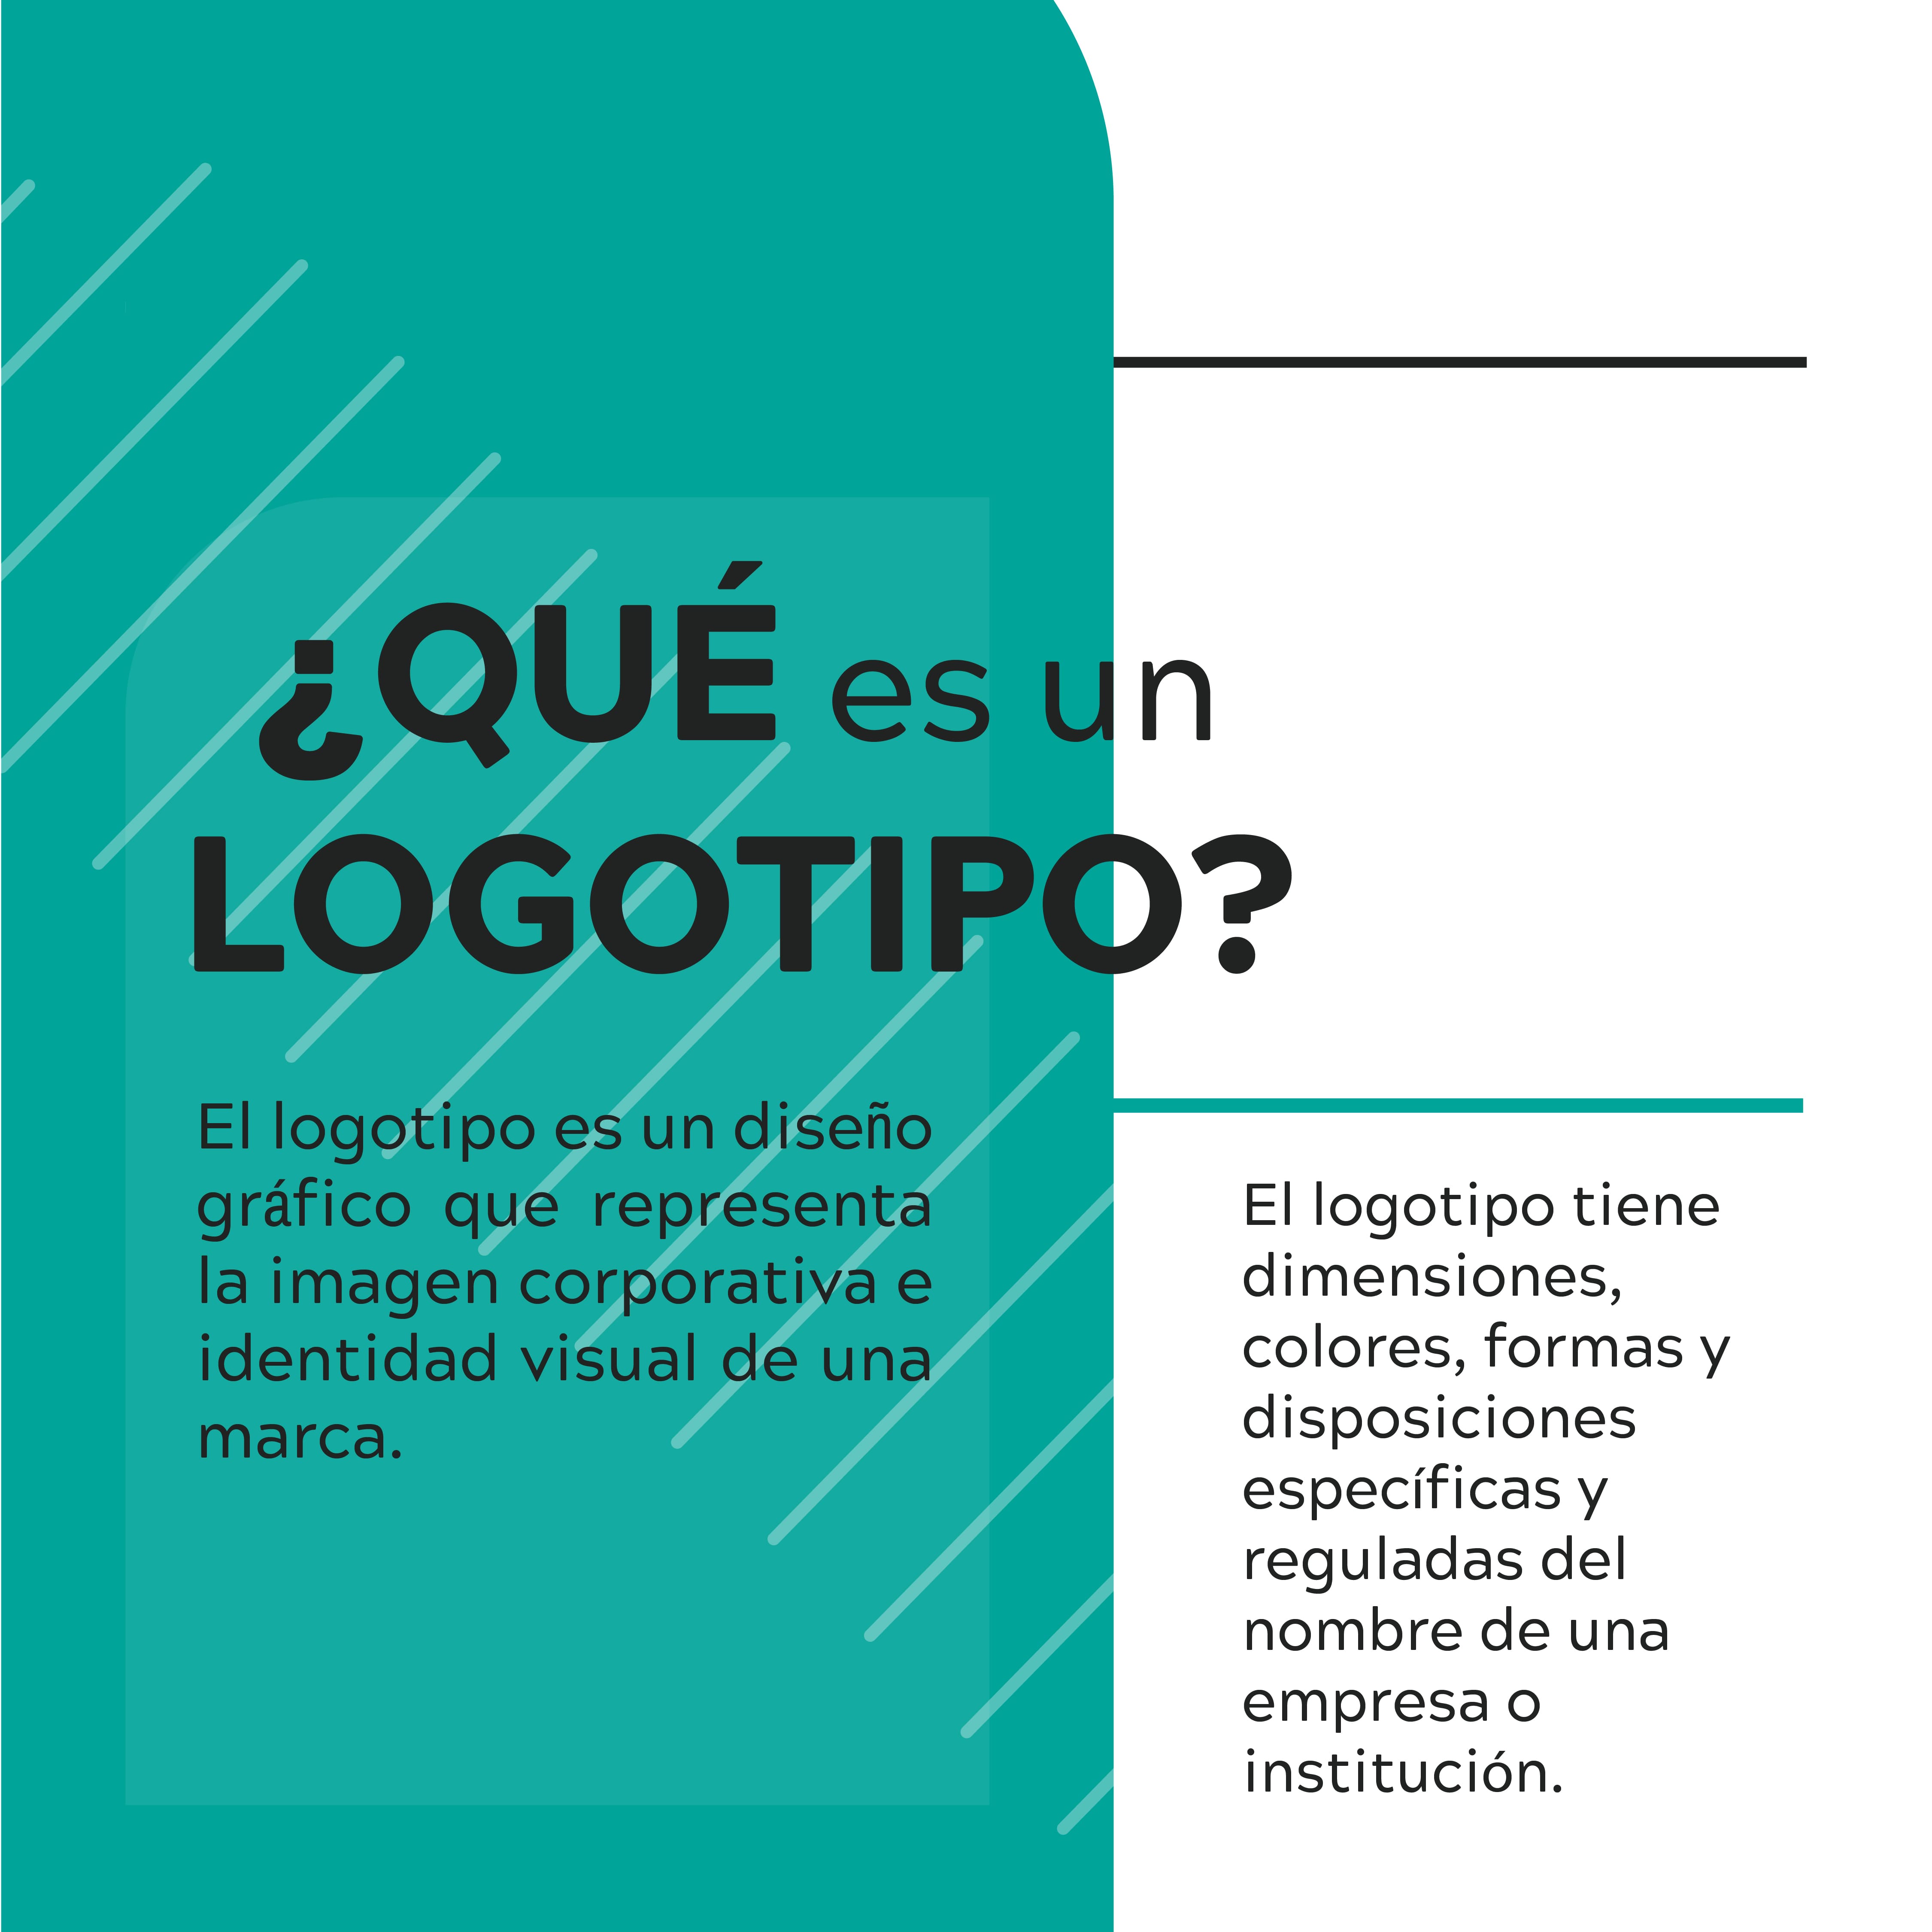 ¿QUÉ es un
LOGOTIPO?
El logotipo es un diseño
gráfico que representa
la imagen corporativa e
identidad visual de una
marca.
El logotipo tiene
dimensiones,
colores, formas y
disposiciones
específicas y
reguladas del
nombre de una
empresa o
institución.